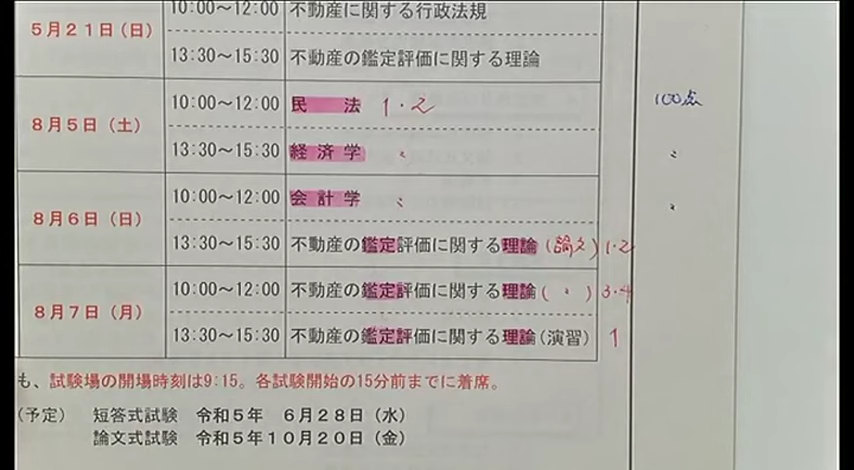 5月21日(日)
10:00～12:00 不動産に関する行政法規
13:30～15:30 不動産の鑑定評価に関する理論
8月5日(土)
10:00～12:00 民 法 1・2 100点
13:30～15:30 経 済 学 〃 〃
8月6日(日)
10:00～12:00 会 計 学 〃 〃
13:30～15:30 不動産の鑑定評価に関する理論(論文) 1・2
8月7日(月)
10:00～12:00 不動産の鑑定評価に関する理論(〃) 3・4
13:30～15:30 不動産の鑑定評価に関する理論(演習) 1
も、試験場の開場時刻は9:15。各試験開始の15分前までに着席。
(予定) 短答式試験 令和5年 6月28日(水)
論文式試験 令和5年10月20日(金)